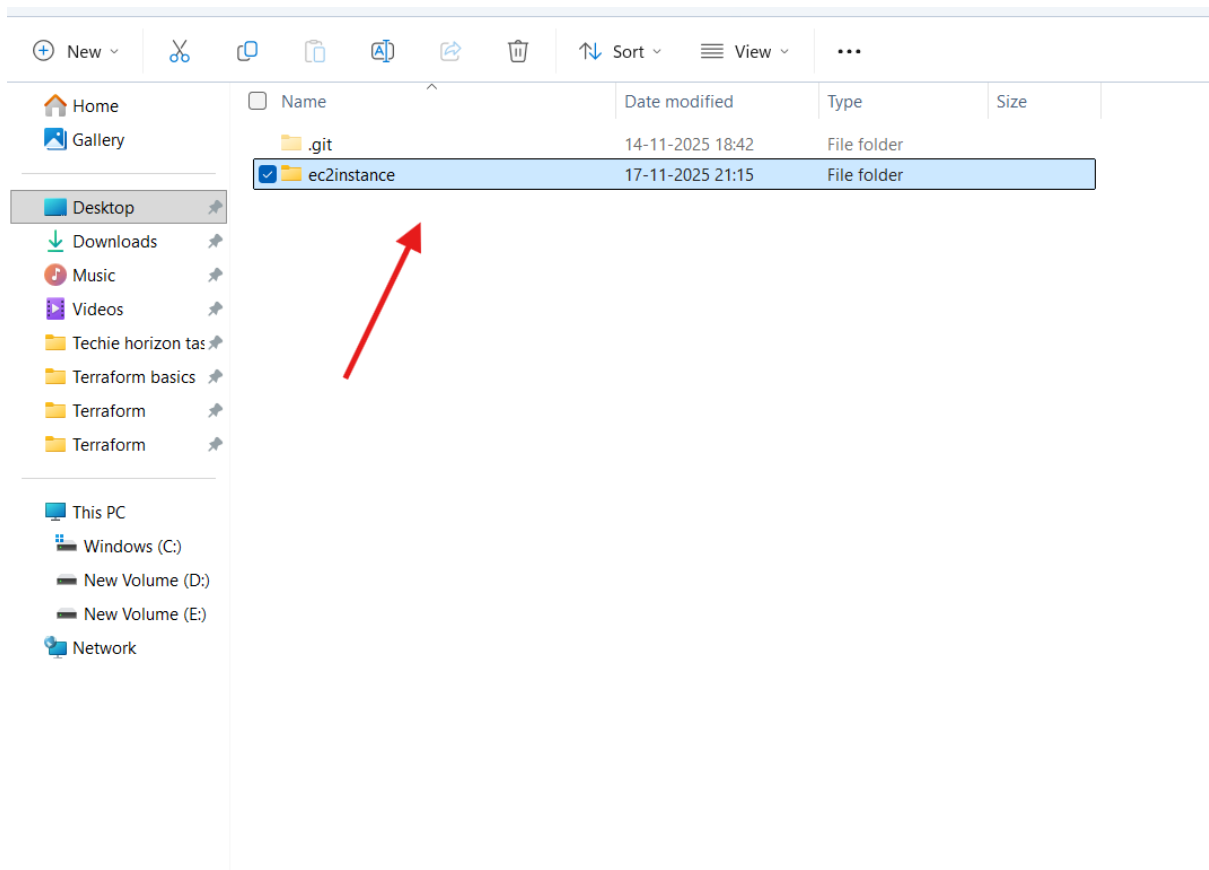 New Sort View
Name Date modified Type Size
.git 14-11-2025 18:42 File folder
ec2instance 17-11-2025 21:15 File folder
Home
Gallery
Desktop
Downloads
Music
Videos
Techie horizon tas
Terraform basics
Terraform
Terraform
This PC
Windows (C:)
New Volume (D:)
New Volume (E:)
Network